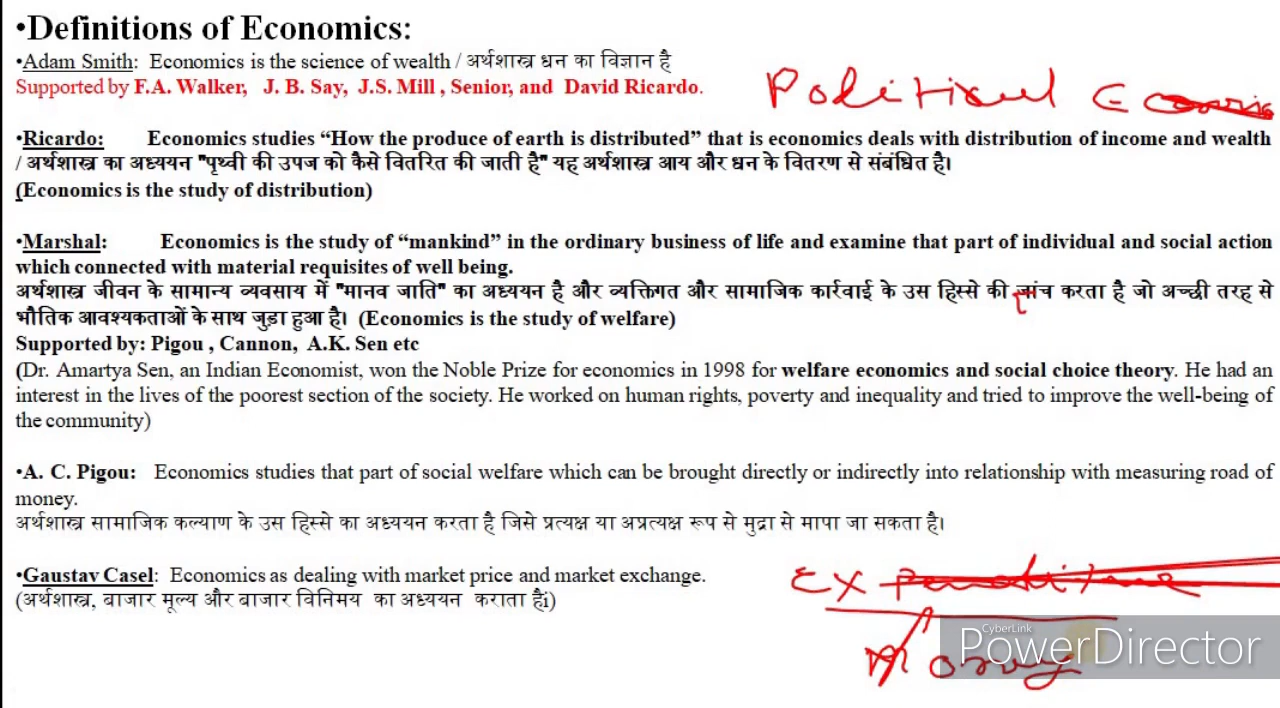 •Definitions of Economics:
•Adam Smith: Economics is the science of wealth / अर्थशास्त्र धन का विज्ञान है
Supported by F.A. Walker, J. B. Say, J.S. Mill , Senior, and David Ricardo.
Political
•Ricardo: Economics studies “How the produce of earth is distributed” that is economics deals with distribution of income and wealth
/ अर्थशास्त्र का अध्ययन "पृथ्वी की उपज को कैसे वितरित की जाती है" यह अर्थशास्त्र आय और धन के वितरण से संबंधित है।
(Economics is the study of distribution)
•Marshal: Economics is the study of “mankind” in the ordinary business of life and examine that part of individual and social action
which connected with material requisites of well being.
अर्थशास्त्र जीवन के सामान्य व्यवसाय में "मानव जाति" का अध्ययन है और व्यक्तिगत और सामाजिक कार्रवाई के उस हिस्से की जांच करता है जो अच्छी तरह से
भौतिक आवश्यकताओं के साथ जुड़ा हुआ है। (Economics is the study of welfare)
Supported by: Pigou , Cannon, A.K. Sen etc
(Dr. Amartya Sen, an Indian Economist, won the Noble Prize for economics in 1998 for welfare economics and social choice theory. He had an
interest in the lives of the poorest section of the society. He worked on human rights, poverty and inequality and tried to improve the well-being of
the community)
•A. C. Pigou: Economics studies that part of social welfare which can be brought directly or indirectly into relationship with measuring road of
money.
अर्थशास्त्र सामाजिक कल्याण के उस हिस्से का अध्ययन करता है जिसे प्रत्यक्ष या अप्रत्यक्ष रूप से मुद्रा से मापा जा सकता है।
•Gaustav Casel: Economics as dealing with market price and market exchange.
(अर्थशास्त्र, बाजार मूल्य और बाजार विनिमय का अध्ययन कराता हैi)
Expenditure
Money
CyberLink
PowerDirector